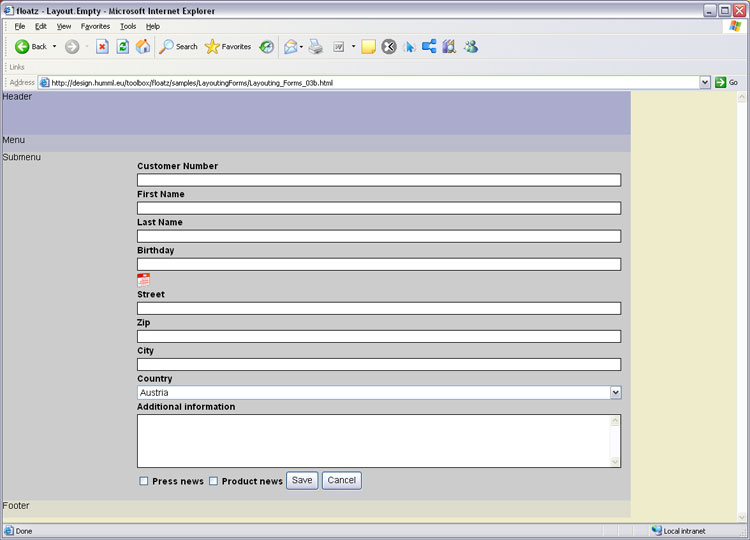 floatz - Layout.Empty - Microsoft Internet Explorer
File Edit View Favorites Tools Help
Back Search Favorites
Links
Address http://design.humml.eu/toolbox/floatz/samples/LayoutingForms/Layouting_Forms_03b.html Go
Header
Menu
Submenu
Customer Number
First Name
Last Name
Birthday
Street
Zip
City
Country
Austria
Additional information
Press news Product news Save Cancel
Footer
Done Local intranet